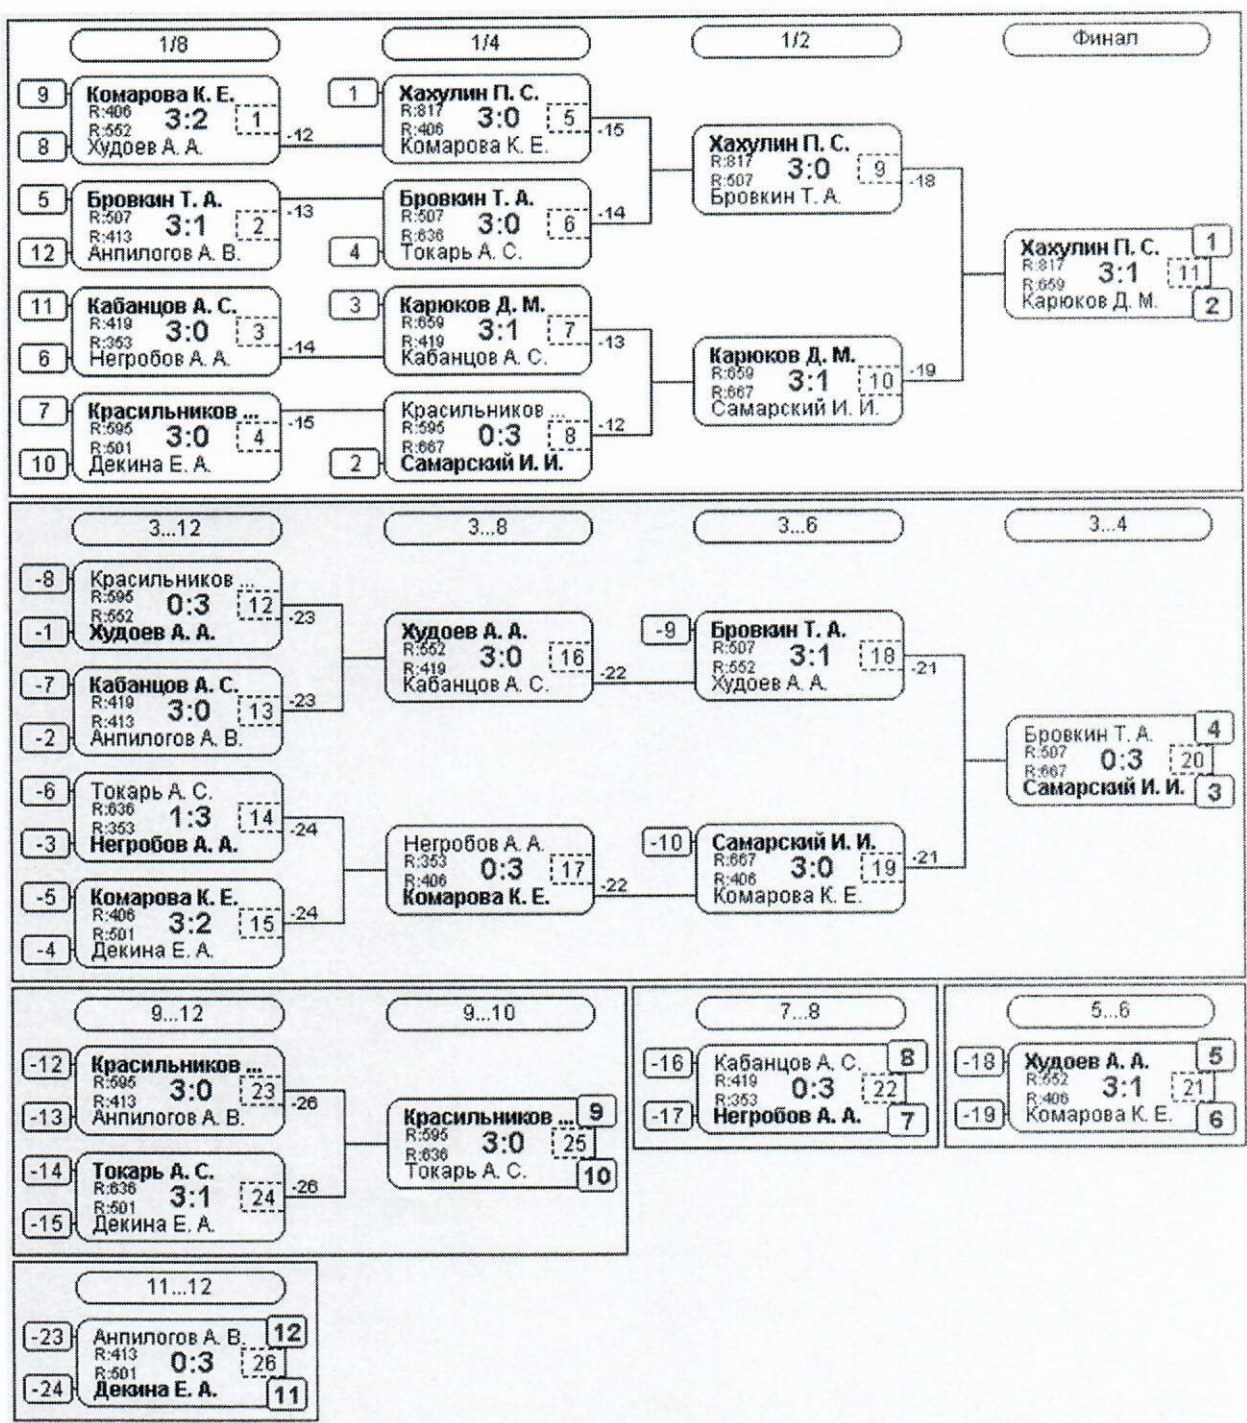 1/8
1/4
1/2
Финал
9
Комарова К. Е.
R:406
3:2
1
R:552
8
Худоев А. А.
-12
1
Хахулин П. С.
R:817
3:0
5
R:406
Комарова К. Е.
-15
5
Бровкин Т. А.
R:507
3:1
2
R:413
12
Анпилогов А. В.
-13
Бровкин Т. А.
R:507
3:0
6
R:636
4
Токарь А. С.
-14
11
Кабанцов А. С.
R:419
3:0
3
R:353
6
Негробов А. А.
-14
3
Карюков Д. М.
R:659
3:1
7
R:419
Кабанцов А. С.
-13
7
Красильников ...
R:595
3:0
4
R:501
10
Декина Е. А.
-15
Красильников ...
R:595
0:3
8
R:667
2
Самарский И. И.
-12
Хахулин П. С.
R:817
3:0
9
R:507
Бровкин Т. А.
-18
Карюков Д. М.
R:659
3:1
10
R:667
Самарский И. И.
-19
Хахулин П. С.
1
R:817
3:1
11
R:659
Карюков Д. М.
2
3...12
3...8
3...6
3...4
-8
Красильников ...
R:595
0:3
12
R:552
-1
Худоев А. А.
-23
-7
Кабанцов А. С.
R:419
3:0
13
R:413
-2
Анпилогов А. В.
-23
-6
Токарь А. С.
R:636
1:3
14
R:353
-3
Негробов А. А.
-24
-5
Комарова К. Е.
R:406
3:2
15
R:501
-4
Декина Е. А.
-24
Худоев А. А.
R:552
3:0
16
R:419
Кабанцов А. С.
-22
Негробов А. А.
R:353
0:3
17
R:406
Комарова К. Е.
-22
-9
Бровкин Т. А.
R:507
3:1
18
R:552
Худоев А. А.
-21
-10
Самарский И. И.
R:667
3:0
19
R:406
Комарова К. Е.
-21
Бровкин Т. А.
4
R:507
0:3
20
R:667
Самарский И. И.
3
9...12
9...10
-12
Красильников ...
R:595
3:0
23
R:413
-13
Анпилогов А. В.
-26
-14
Токарь А. С.
R:636
3:1
24
R:501
-15
Декина Е. А.
-26
Красильников ...
9
R:595
3:0
25
R:636
Токарь А. С.
10
7...8
-16
Кабанцов А. С.
8
R:419
0:3
22
R:353
-17
Негробов А. А.
7
5...6
-18
Худоев А. А.
5
R:552
3:1
21
R:406
-19
Комарова К. Е.
6
11...12
-23
Анпилогов А. В.
12
R:413
0:3
26
R:501
-24
Декина Е. А.
11